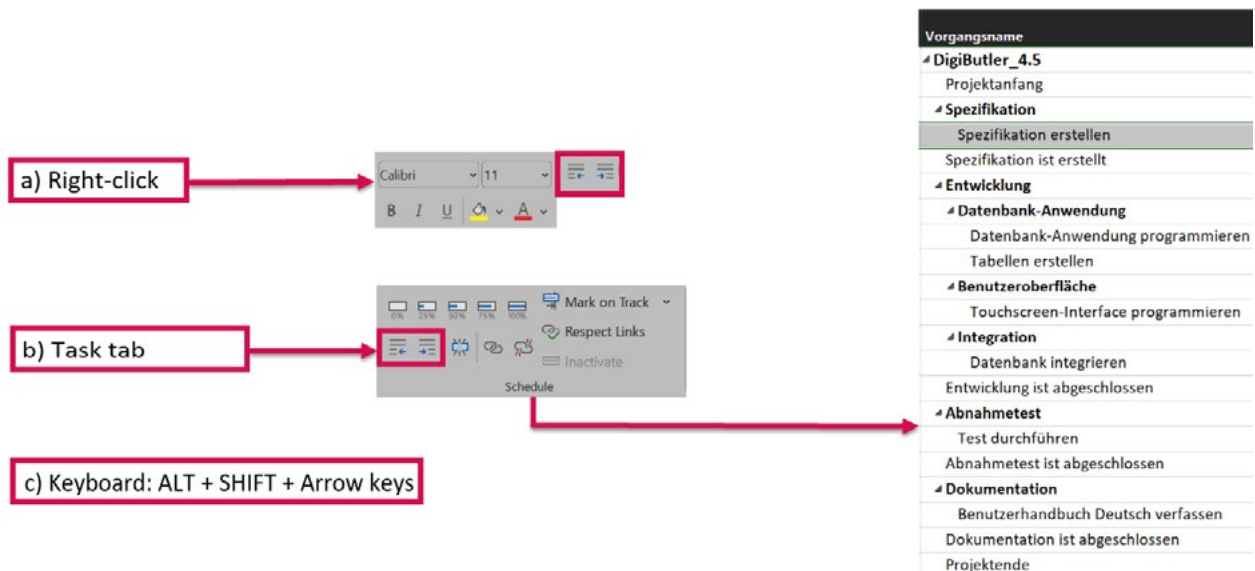 a) Right-click
Calibri 11
B I U A
b) Task tab
0% 25% 50% 75% 100%
Mark on Track
Respect Links
Inactivate
Schedule
c) Keyboard: ALT + SHIFT + Arrow keys
Vorgangsname
DigiButler_4.5
Projektanfang
Spezifikation
Spezifikation erstellen
Spezifikation ist erstellt
Entwicklung
Datenbank-Anwendung
Datenbank-Anwendung programmieren
Tabellen erstellen
Benutzeroberfläche
Touchscreen-Interface programmieren
Integration
Datenbank integrieren
Entwicklung ist abgeschlossen
Abnahmetest
Test durchführen
Abnahmetest ist abgeschlossen
Dokumentation
Benutzerhandbuch Deutsch verfassen
Dokumentation ist abgeschlossen
Projektende